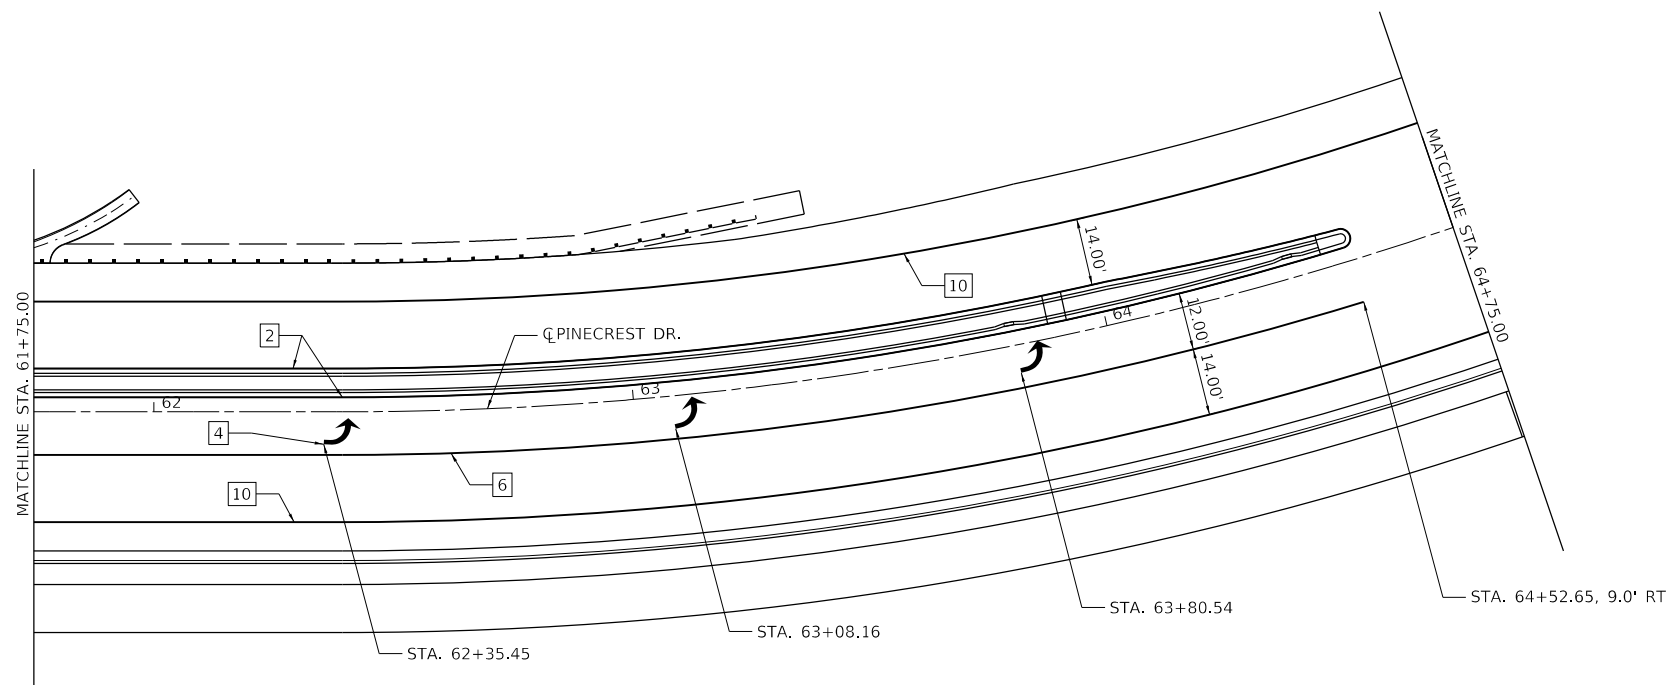 MATCHLINE STA. 61+75.00
MATCHLINE STA. 64+75.00
14.00'
10
2
℄PINECREST DR.
64
12.00'
14.00'
63
62
4
6
10
STA. 64+52.65, 9.0' RT
STA. 63+80.54
STA. 63+08.16
STA. 62+35.45